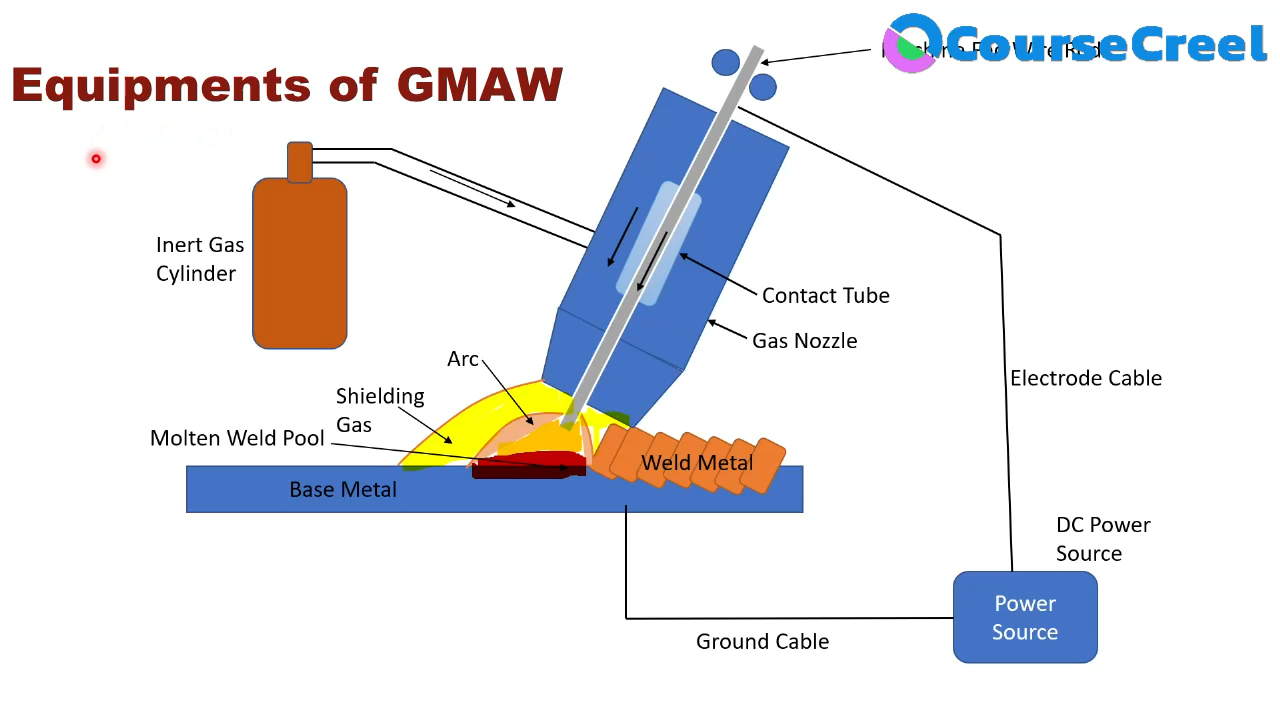 CourseCreel
Equipments of GMAW
Inert Gas
Cylinder
Contact Tube
Gas Nozzle
Arc
Electrode Cable
Shielding
Gas
Molten Weld Pool
Weld Metal
Base Metal
DC Power
Source
Power
Source
Ground Cable